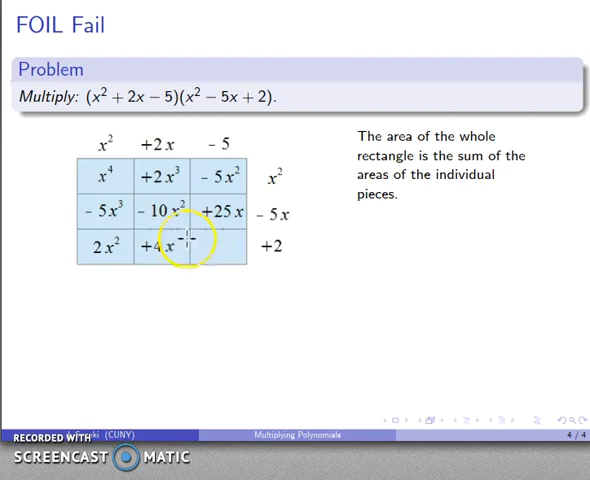 FOIL Fail
Problem
Multiply: (x² + 2x − 5)(x² − 5x + 2).
x² +2x − 5
The area of the whole
rectangle is the sum of the
areas of the individual
pieces.
x⁴ +2x³ − 5x² x²
− 5x³ − 10x² +25x − 5x
2x² +4x +2
(CUNY) Multiplying Polynomials 4 / 4
RECORDED WITH
SCREENCAST MATIC